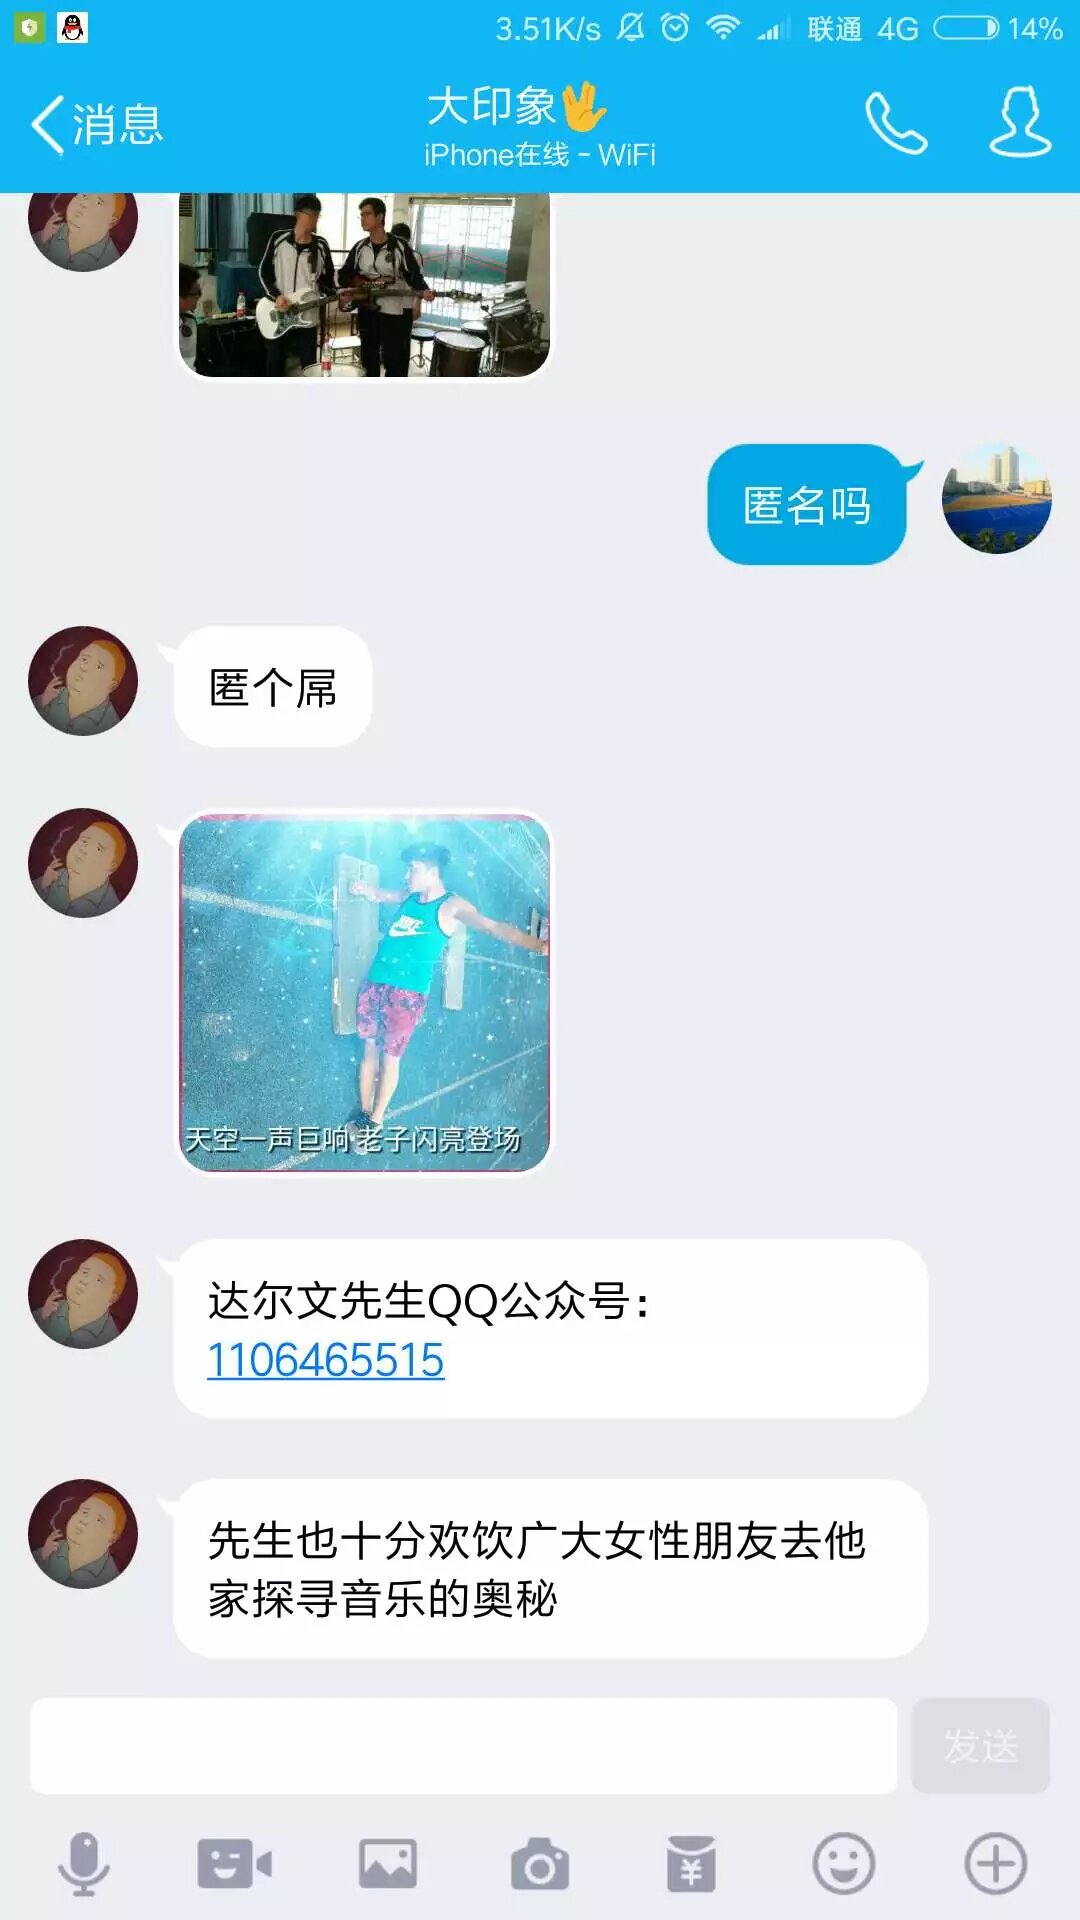 3.51K/s 联通 4G 14%
消息
大印象
iPhone在线 - WiFi
匿名吗
匿个屌
NIKE
天空一声巨响 老子闪亮登场
达尔文先生QQ公众号：
1106465515
先生也十分欢饮广大女性朋友去他
家探寻音乐的奥秘
发送